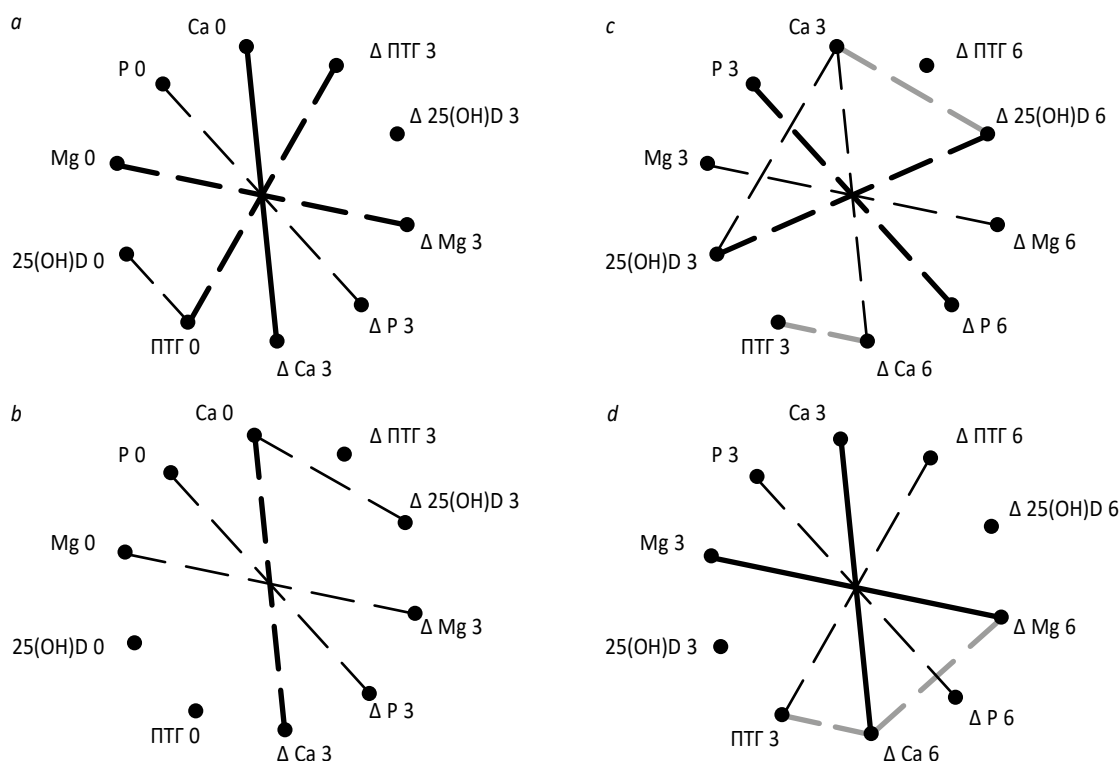 a
Ca 0
Δ ПТГ 3
P 0
Δ 25(OH)D 3
Mg 0
Δ Mg 3
25(OH)D 0
Δ P 3
ПТГ 0
Δ Ca 3
c
Ca 3
Δ ПТГ 6
P 3
Δ 25(OH)D 6
Mg 3
Δ Mg 6
25(OH)D 3
Δ P 6
ПТГ 3
Δ Ca 6
b
Ca 0
Δ ПТГ 3
P 0
Δ 25(OH)D 3
Mg 0
Δ Mg 3
25(OH)D 0
Δ P 3
ПТГ 0
Δ Ca 3
d
Ca 3
Δ ПТГ 6
P 3
Δ 25(OH)D 6
Mg 3
Δ Mg 6
25(OH)D 3
Δ P 6
ПТГ 3
Δ Ca 6